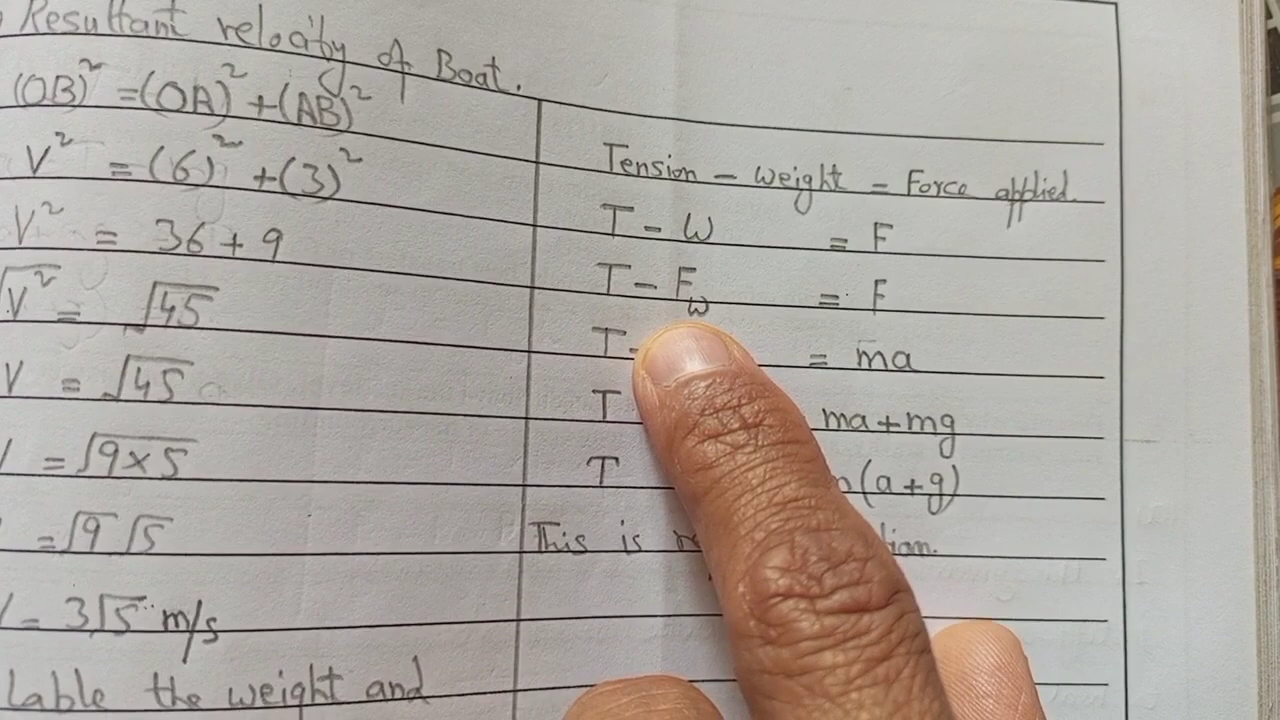 Resultant velocity of Boat.
(OB)² = (OA)² + (AB)²
V² = (6)² + (3)²
V² = 36 + 9
√V² = √45
V = √45
= √9×5
= √9 √5
= 3√5 m/s
Lable the weight and
Tension - weight = Force applied.
T - W = F
T - F_w = F
T - = ma
T ma+mg
T (a+g)
This is